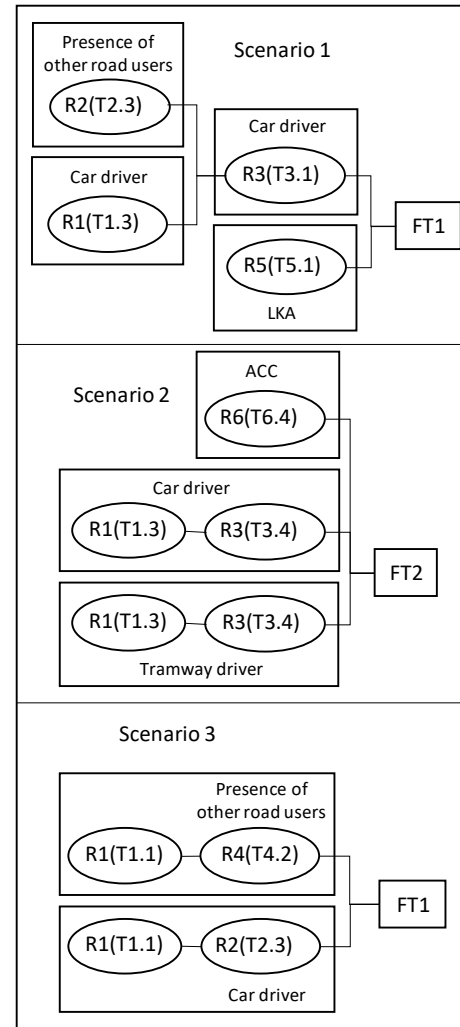 Scenario 1
Presence of
other road users
R2(T2.3)
Car driver
R1(T1.3)
Car driver
R3(T3.1)
R5(T5.1)
LKA
FT1
Scenario 2
ACC
R6(T6.4)
Car driver
R1(T1.3)
R3(T3.4)
R1(T1.3)
R3(T3.4)
Tramway driver
FT2
Scenario 3
Presence of
other road users
R1(T1.1)
R4(T4.2)
R1(T1.1)
R2(T2.3)
Car driver
FT1